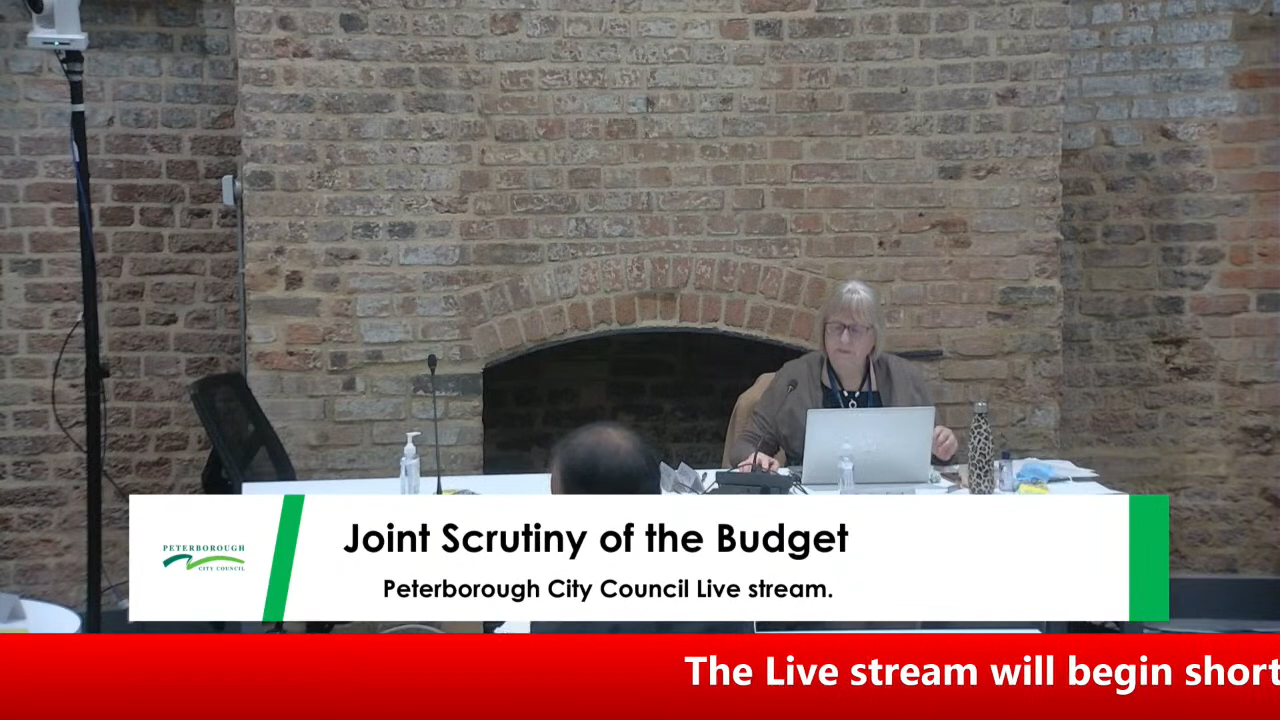 PETERBOROUGH
CITY COUNCIL
Joint Scrutiny of the Budget
Peterborough City Council Live stream.
The Live stream will begin short